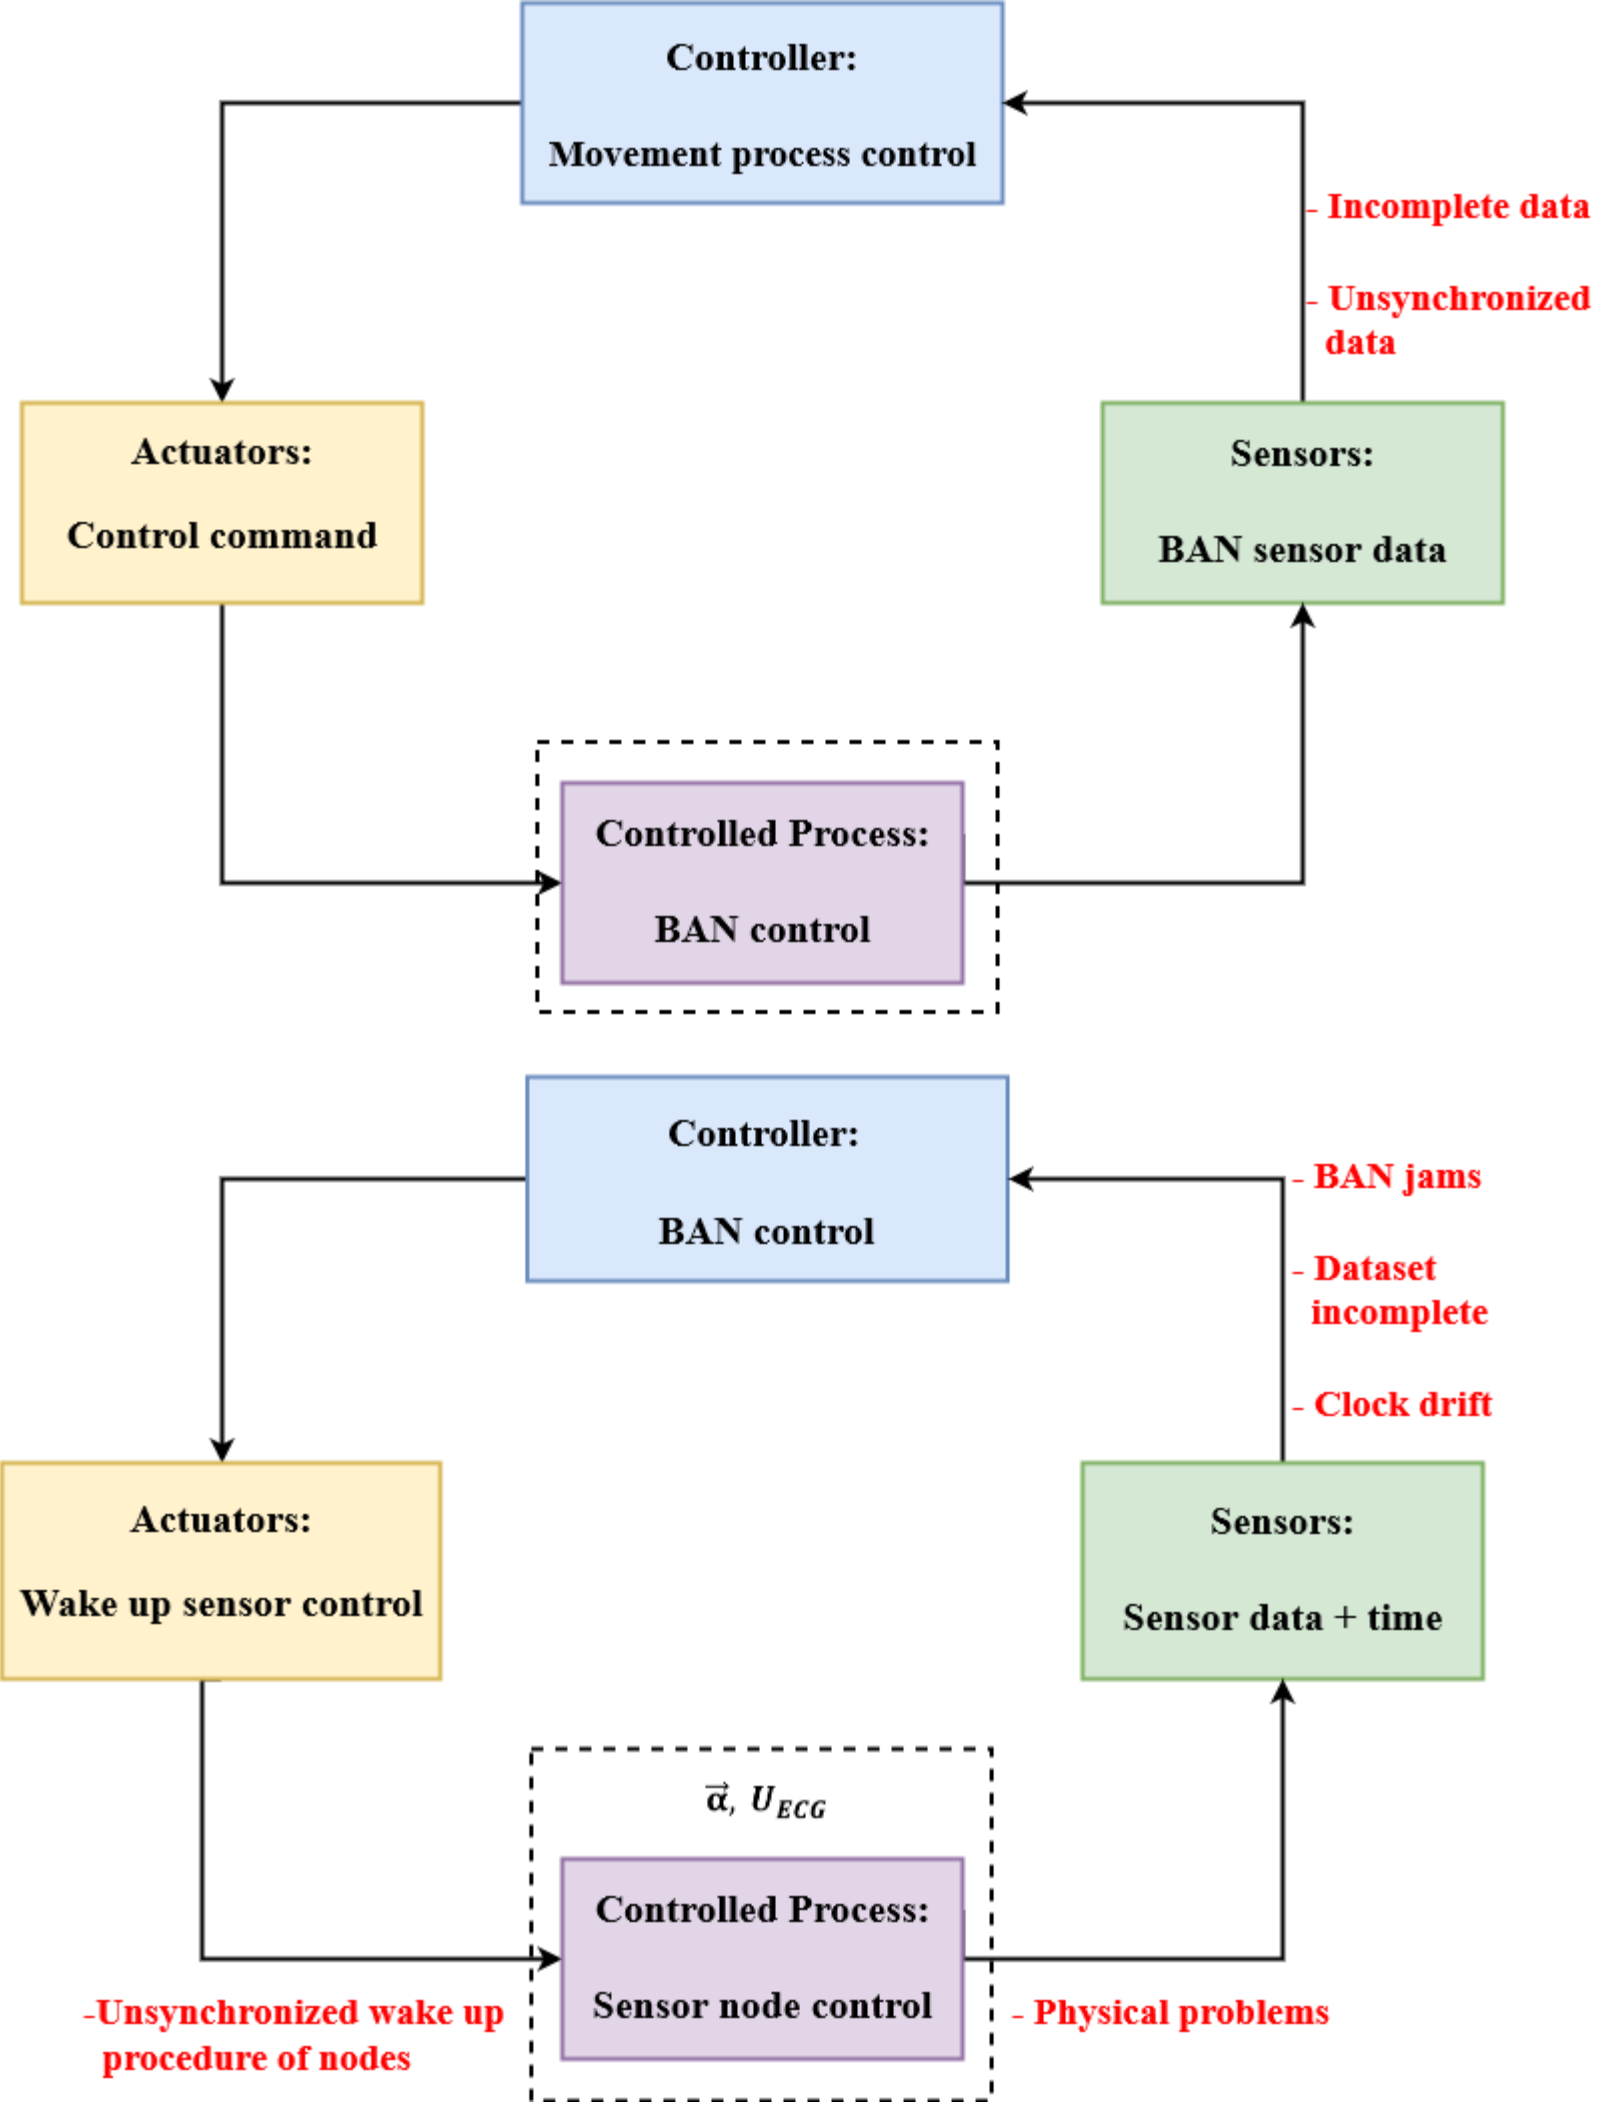 Controller:
Movement process control
- Incomplete data
- Unsynchronized
data
Actuators:
Control command
Sensors:
BAN sensor data
Controlled Process:
BAN control
Controller:
BAN control
- BAN jams
- Dataset
incomplete
- Clock drift
Actuators:
Wake up sensor control
Sensors:
Sensor data + time
α⃗, U_ECG
Controlled Process:
Sensor node control
-Unsynchronized wake up
procedure of nodes
- Physical problems